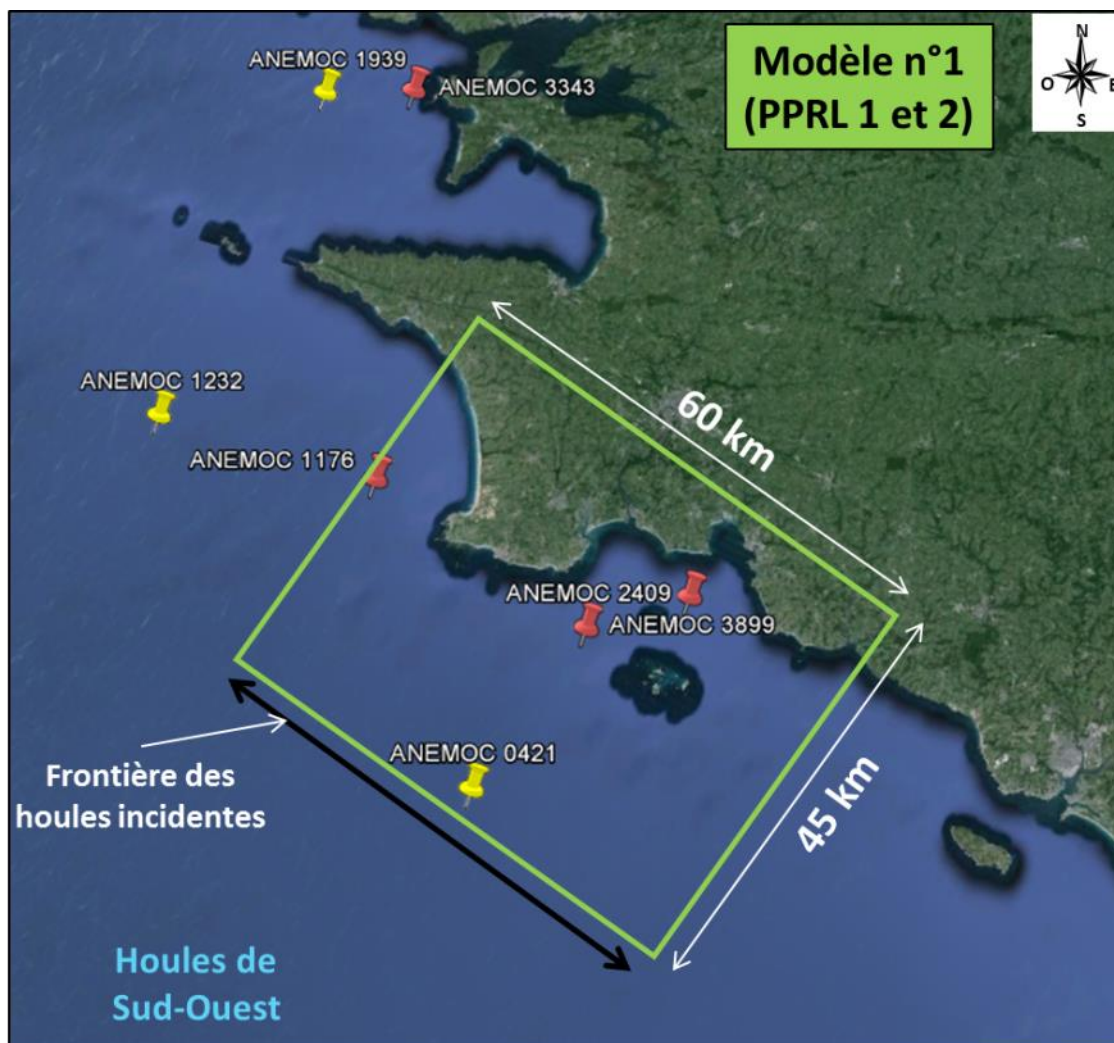 ANEMOC 1939
ANEMOC 3343
Modèle n°1
(PPRL 1 et 2)
N
O
E
S
ANEMOC 1232
60 km
ANEMOC 1176
ANEMOC 2409
ANEMOC 3899
ANEMOC 0421
Frontière des
houles incidentes
45 km
Houles de
Sud-Ouest